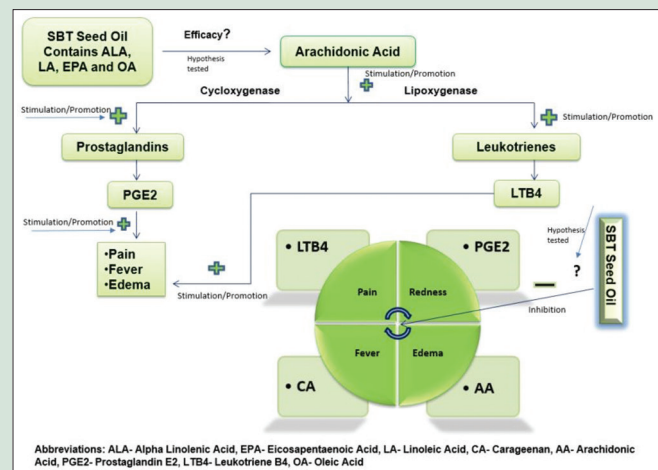 SBT Seed Oil
Contains ALA,
LA, EPA and OA
Efficacy?
Hypothesis
tested
Arachidonic Acid
Stimulation/Promotion
Cycloxygenase
Lipoxygenase
Stimulation/Promotion
Stimulation/Promotion
Prostaglandins
Leukotrienes
PGE2
LTB4
Stimulation/Promotion
•Pain
•Fever
•Edema
Stimulation/Promotion
• LTB4
• PGE2
Pain
Redness
Fever
Edema
• CA
• AA
Hypothesis
tested
?
Inhibition
SBT Seed Oil
Abbreviations: ALA- Alpha Linolenic Acid, EPA- Eicosapentaenoic Acid, LA- Linoleic Acid, CA- Carageenan, AA- Arachidonic
Acid, PGE2- Prostaglandin E2, LTB4- Leukotriene B4, OA- Oleic Acid